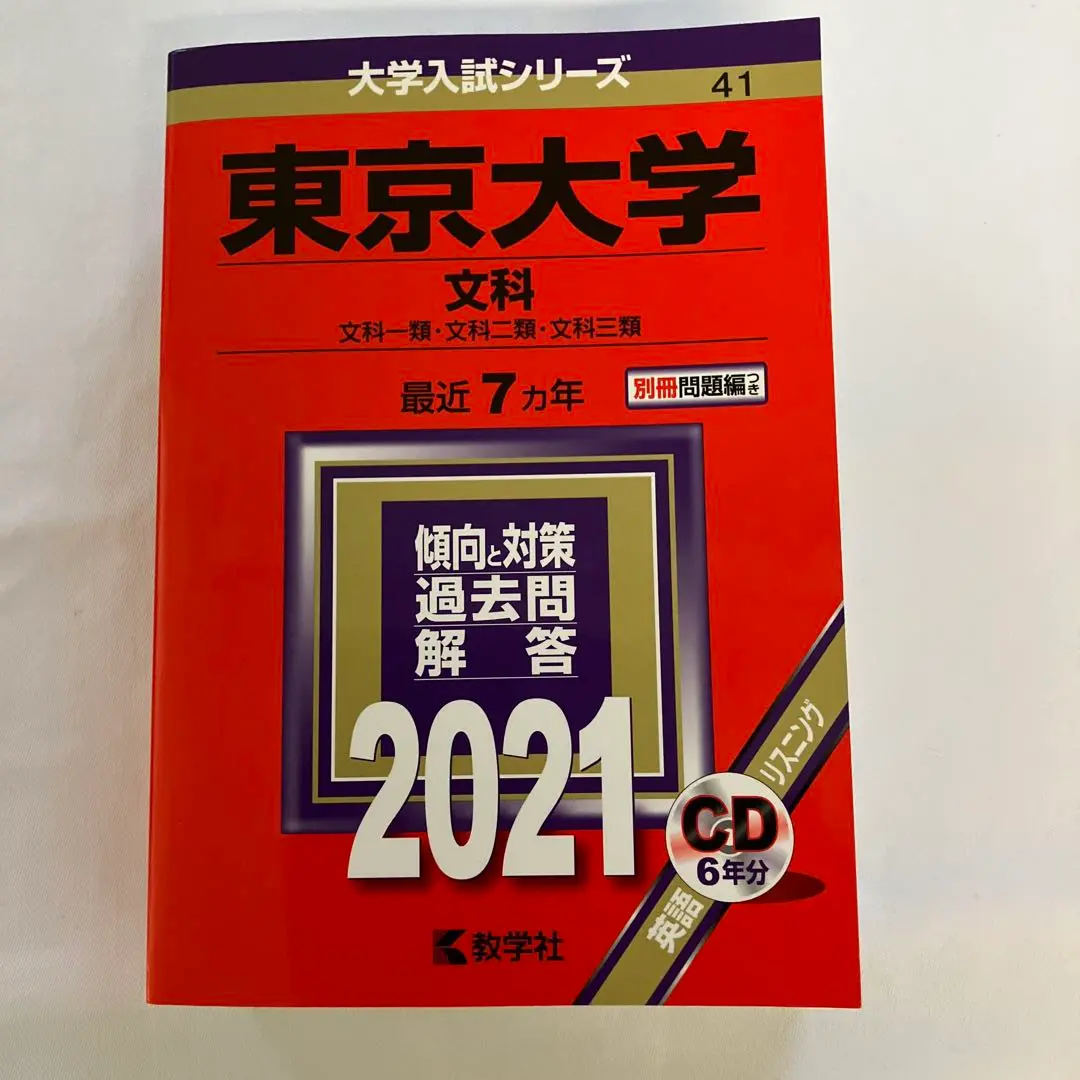 大学入試シリーズ
41
東京大学
文科
文科一類・文科二類・文科三類
最近7カ年
別冊問題編つき
傾向と対策
過去問
解答
2021
英語リスニング
CD
6年分
教学社